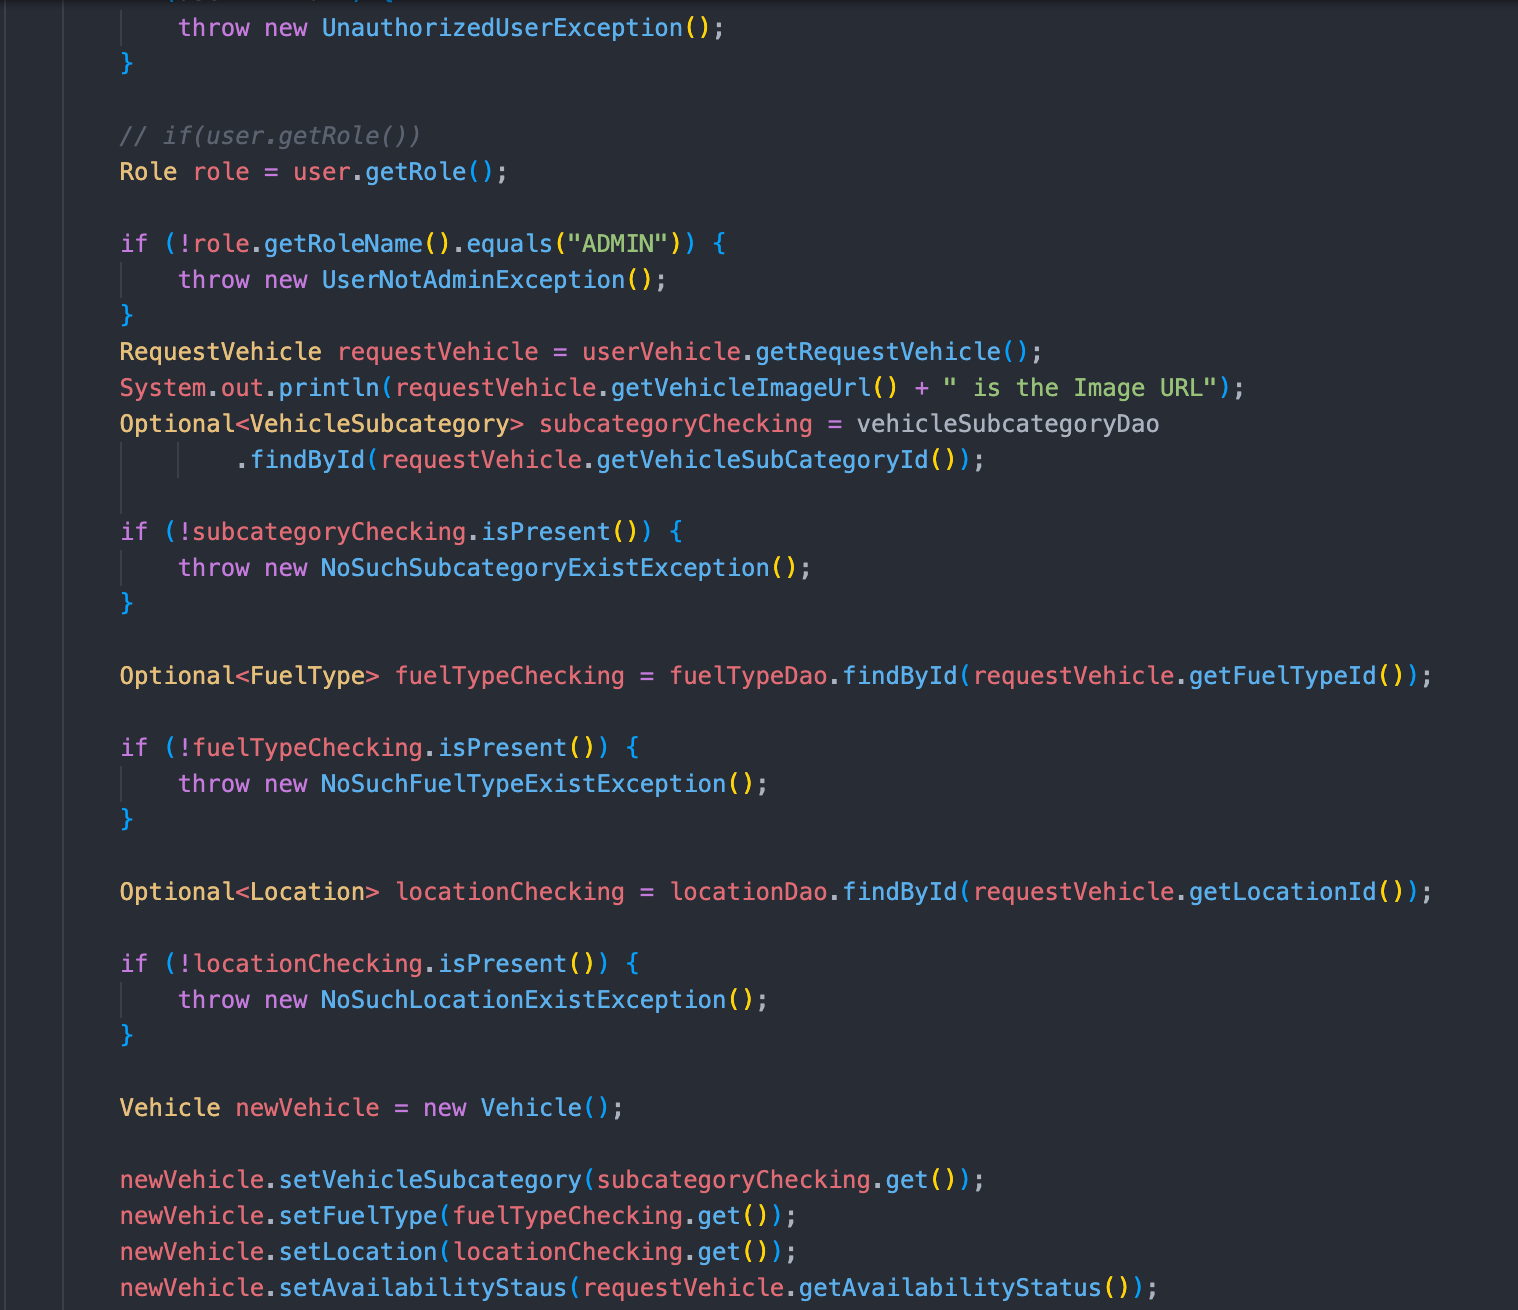 throw new UnauthorizedUserException();
}
// if(user.getRole())
Role role = user.getRole();
if (!role.getRoleName().equals("ADMIN")) {
throw new UserNotAdminException();
}
RequestVehicle requestVehicle = userVehicle.getRequestVehicle();
System.out.println(requestVehicle.getVehicleImageUrl() + " is the Image URL");
Optional<VehicleSubcategory> subcategoryChecking = vehicleSubcategoryDao
.findById(requestVehicle.getVehicleSubCategoryId());
if (!subcategoryChecking.isPresent()) {
throw new NoSuchSubcategoryExistException();
}
Optional<FuelType> fuelTypeChecking = fuelTypeDao.findById(requestVehicle.getFuelTypeId());
if (!fuelTypeChecking.isPresent()) {
throw new NoSuchFuelTypeExistException();
}
Optional<Location> locationChecking = locationDao.findById(requestVehicle.getLocationId());
if (!locationChecking.isPresent()) {
throw new NoSuchLocationExistException();
}
Vehicle newVehicle = new Vehicle();
newVehicle.setVehicleSubcategory(subcategoryChecking.get());
newVehicle.setFuelType(fuelTypeChecking.get());
newVehicle.setLocation(locationChecking.get());
newVehicle.setAvailabilityStaus(requestVehicle.getAvailabilityStatus());